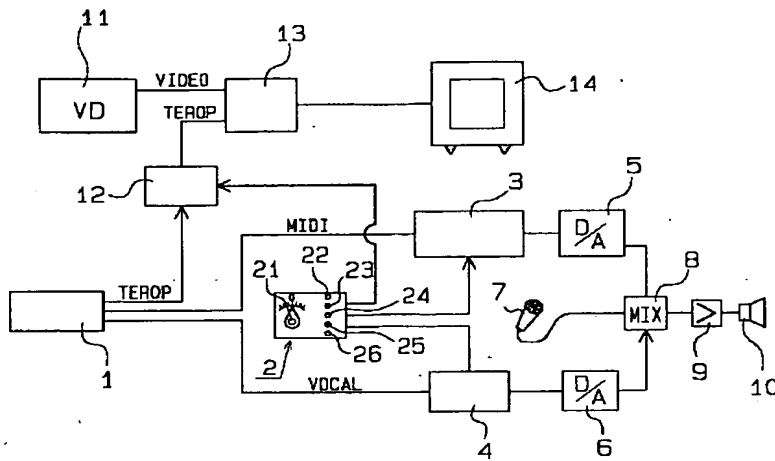 11
13
VIDEO
VD
TEROP
14
12
3
5
MIDI
D/A
22
23
21
24
8
7
TEROP
MIX
25
26
9
10
1
2
VOCAL
D/A
4
6